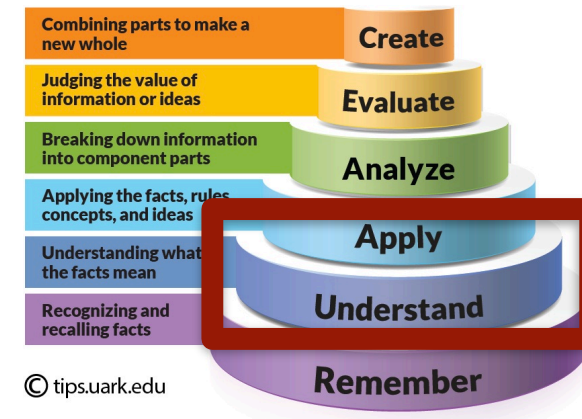 Combining parts to make a
new whole
Create
Judging the value of
information or ideas
Evaluate
Breaking down information
into component parts
Analyze
Applying the facts, rules
concepts, and ideas
Apply
Understanding what
the facts mean
Understand
Recognizing and
recalling facts
Remember
© tips.uark.edu